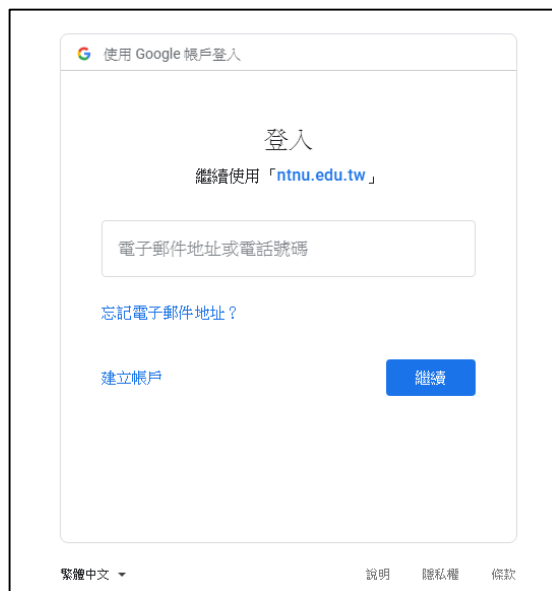 使用 Google 帳戶登入
登入
繼續使用「ntnu.edu.tw」
電子郵件地址或電話號碼
忘記電子郵件地址？
建立帳戶
繼續
繁體中文
說明 隱私權 條款